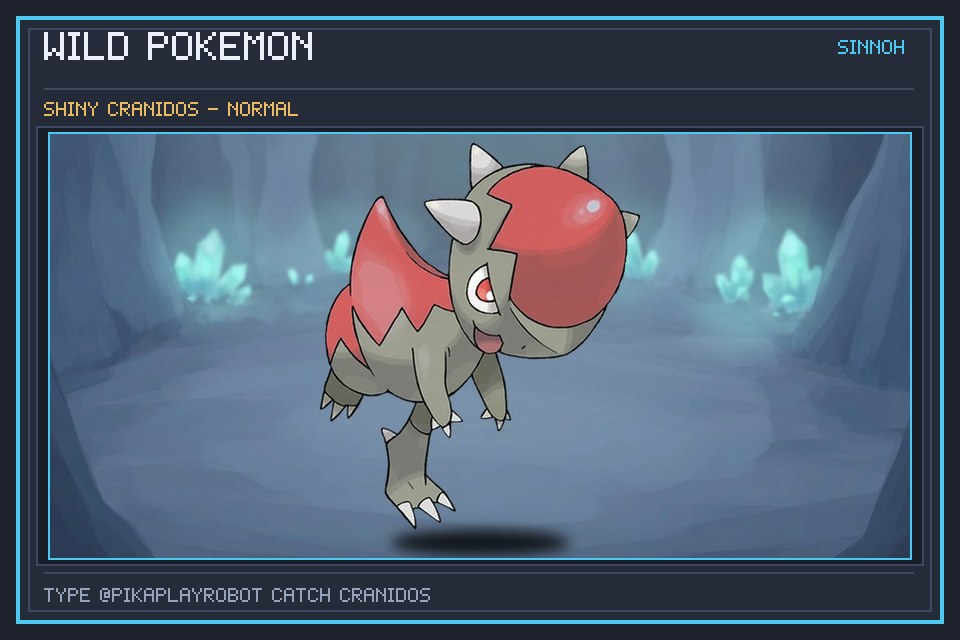 WILD POKEMON
SINNOH
SHINY CRANIDOS - NORMAL
TYPE @PIKAPLAYROBOT CATCH CRANIDOS